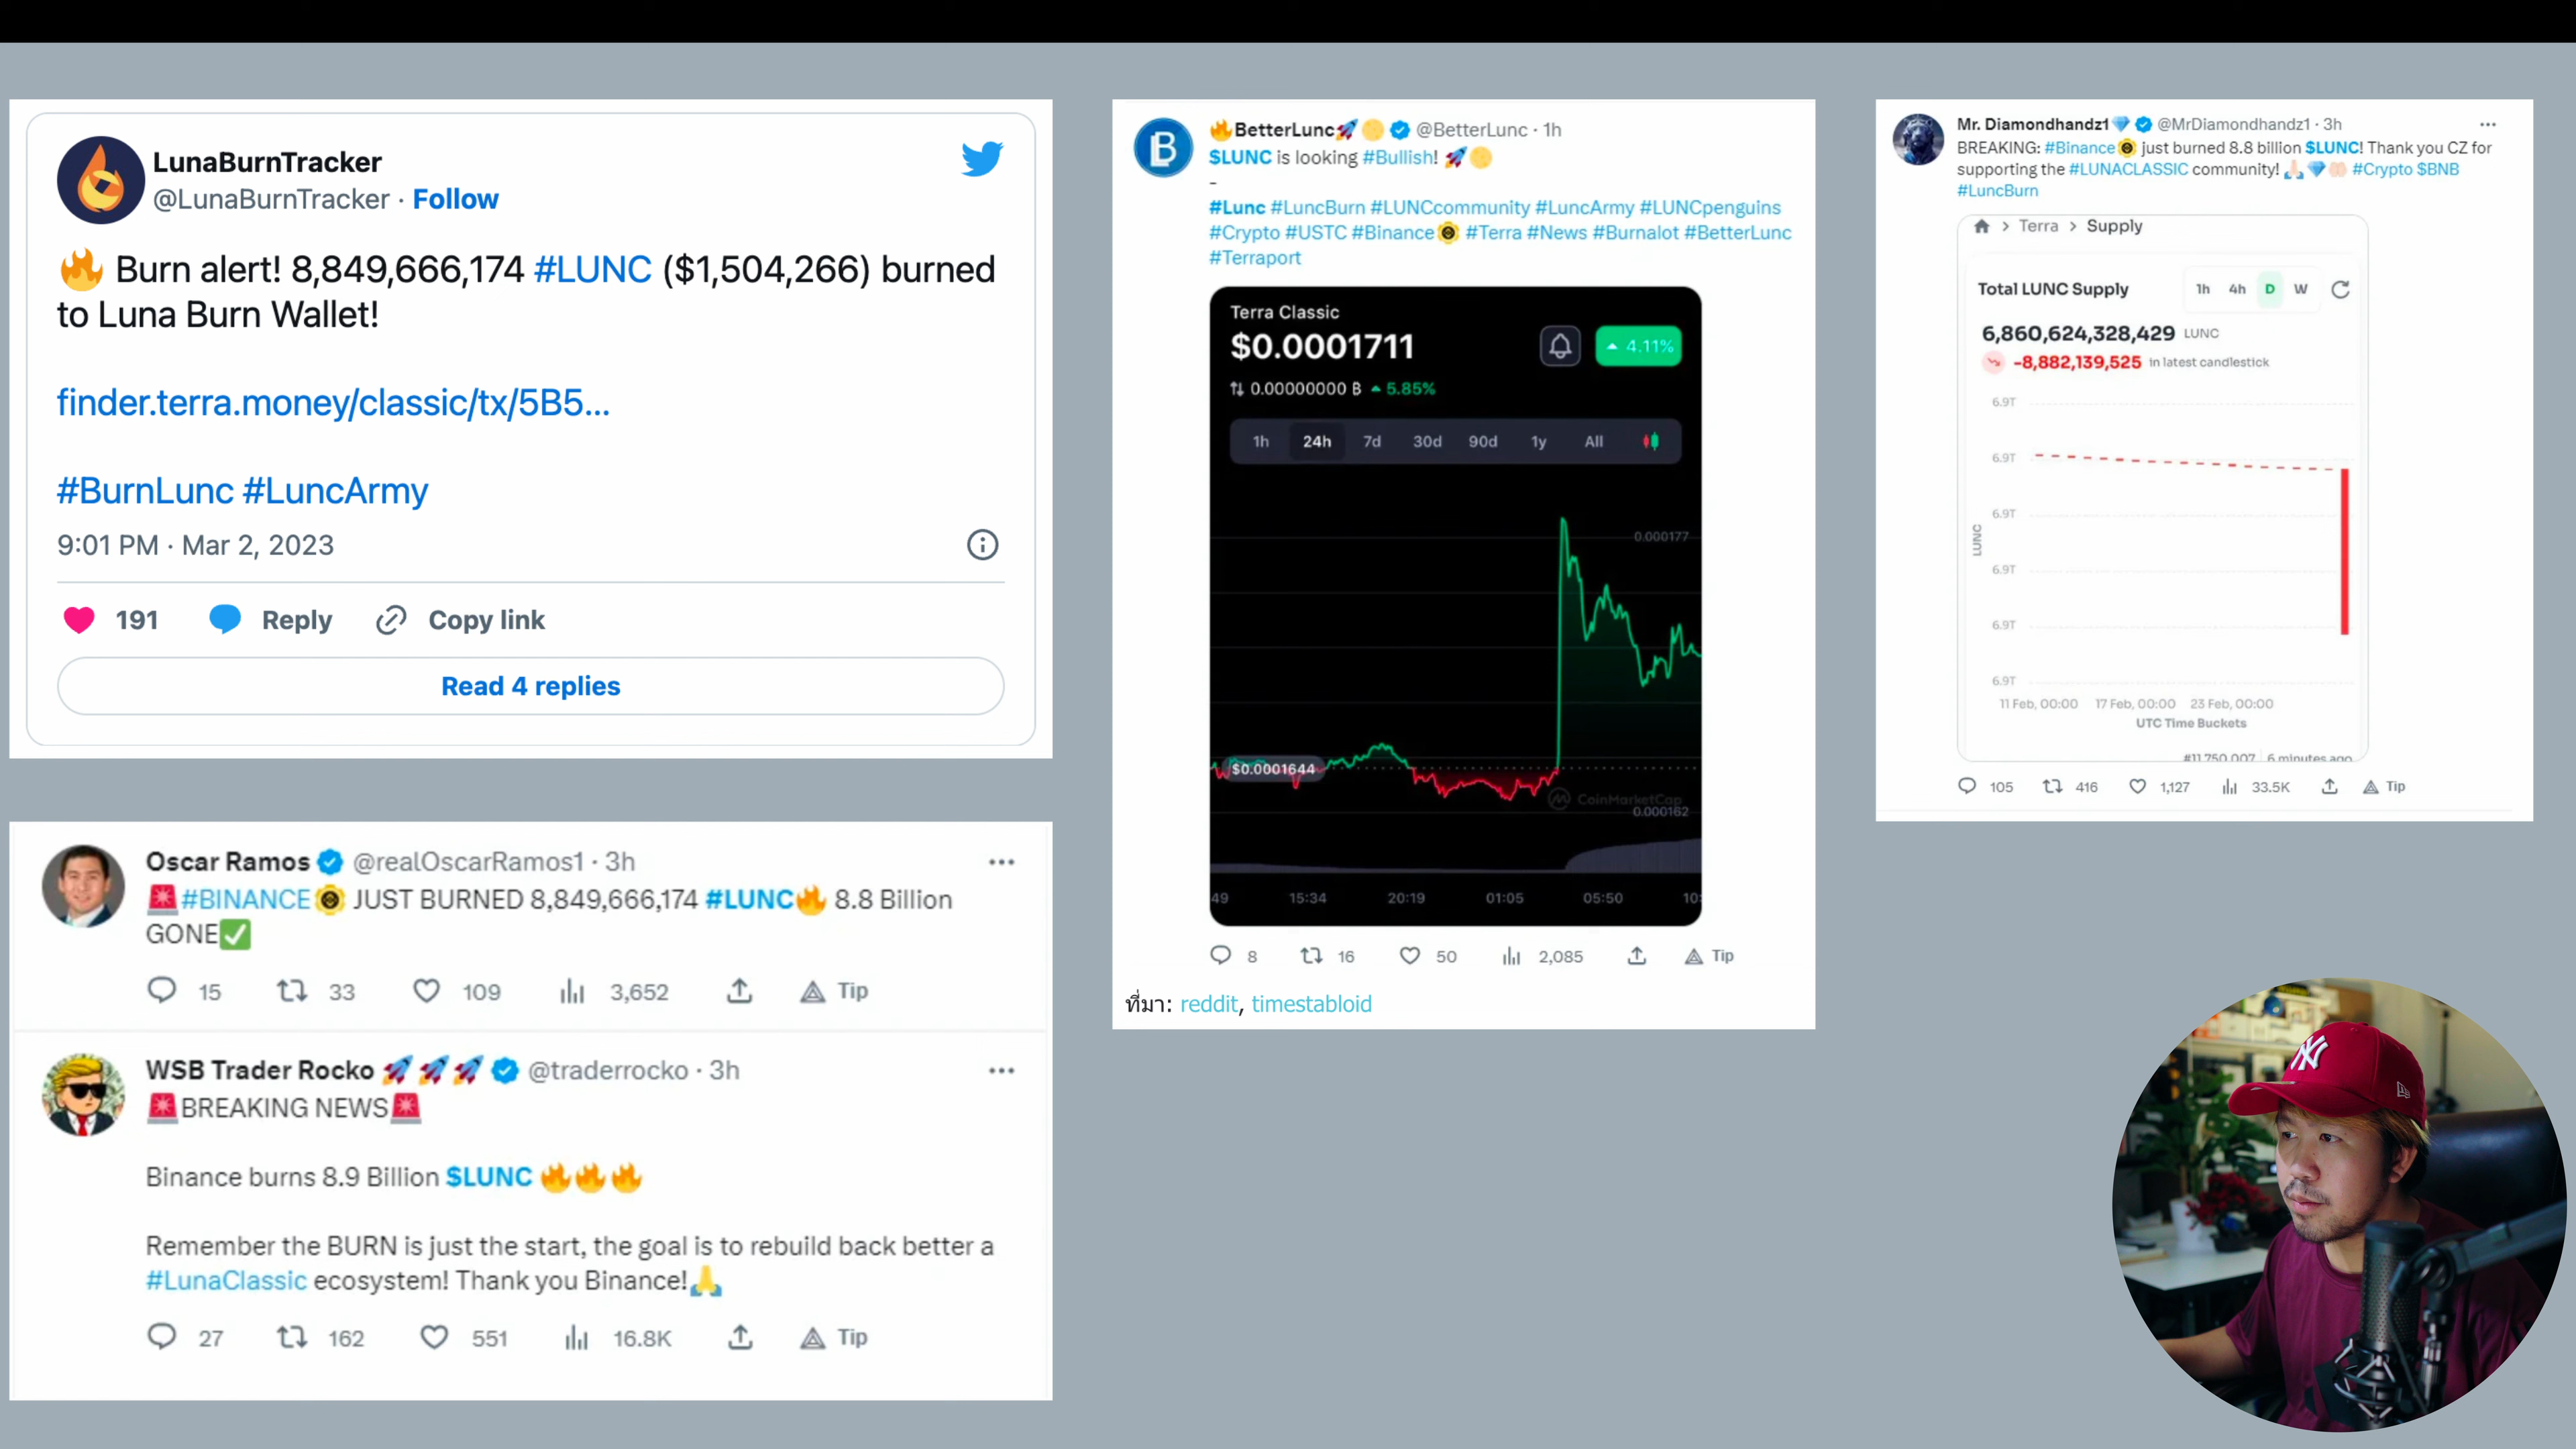 LunaBurnTracker
@LunaBurnTracker · Follow
Burn alert! 8,849,666,174 #LUNC ($1,504,266) burned
to Luna Burn Wallet!
finder.terra.money/classic/tx/5B5...
#BurnLunc #LuncArmy
9:01 PM · Mar 2, 2023
191 Reply Copy link
Read 4 replies
Oscar Ramos @realOscarRamos1 · 3h
#BINANCE JUST BURNED 8,849,666,174 #LUNC 8.8 Billion
GONE
15 33 109 3,652 Tip
WSB Trader Rocko @traderrocko · 3h
BREAKING NEWS
Binance burns 8.9 Billion $LUNC
Remember the BURN is just the start, the goal is to rebuild back better a
#LunaClassic ecosystem! Thank you Binance!
27 162 551 16.8K Tip
BetterLunc @BetterLunc · 1h
$LUNC is looking #Bullish!
-
#Lunc #LuncBurn #LUNCcommunity #LuncArmy #LUNCpenguins
#Crypto #USTC #Binance #Terra #News #Burnalot #BetterLunc
#Terraport
Terra Classic
$0.0001711 4.11%
0.00000000 B 5.85%
1h 24h 7d 30d 90d 1y All
0.000177
$0.0001644
CoinMarketCap
0.000162
49 15:34 20:19 01:05 05:50 10:
8 16 50 2,085 Tip
ที่มา: reddit, timestabloid
Mr. Diamondhandz1 @MrDiamondhandz1 · 3h
BREAKING: #Binance just burned 8.8 billion $LUNC! Thank you CZ for
supporting the #LUNACLASSIC community! #Crypto $BNB
#LuncBurn
Terra > Supply
Total LUNC Supply 1h 4h D W
6,860,624,328,429 LUNC
-8,882,139,525 in latest candlestick
6.9T
6.9T
6.9T
LUNC
6.9T
6.9T
6.9T
11 Feb, 00:00 17 Feb, 00:00 23 Feb, 00:00
UTC Time Buckets
#11,750,007 6 minutes ago
105 416 1,127 33.5K Tip
NY